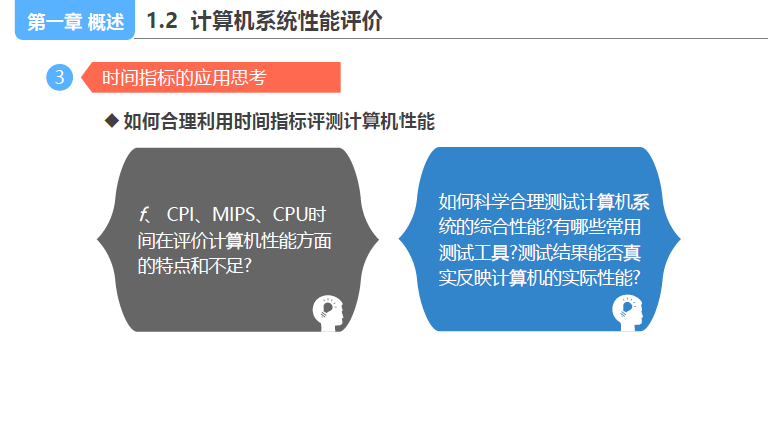 第一章 概述
1.2 计算机系统性能评价
3
时间指标的应用思考
◆ 如何合理利用时间指标评测计算机性能
f、 CPI、MIPS、CPU时
间在评价计算机性能方面
的特点和不足?
如何科学合理测试计算机系
统的综合性能?有哪些常用
测试工具?测试结果能否真
实反映计算机的实际性能?